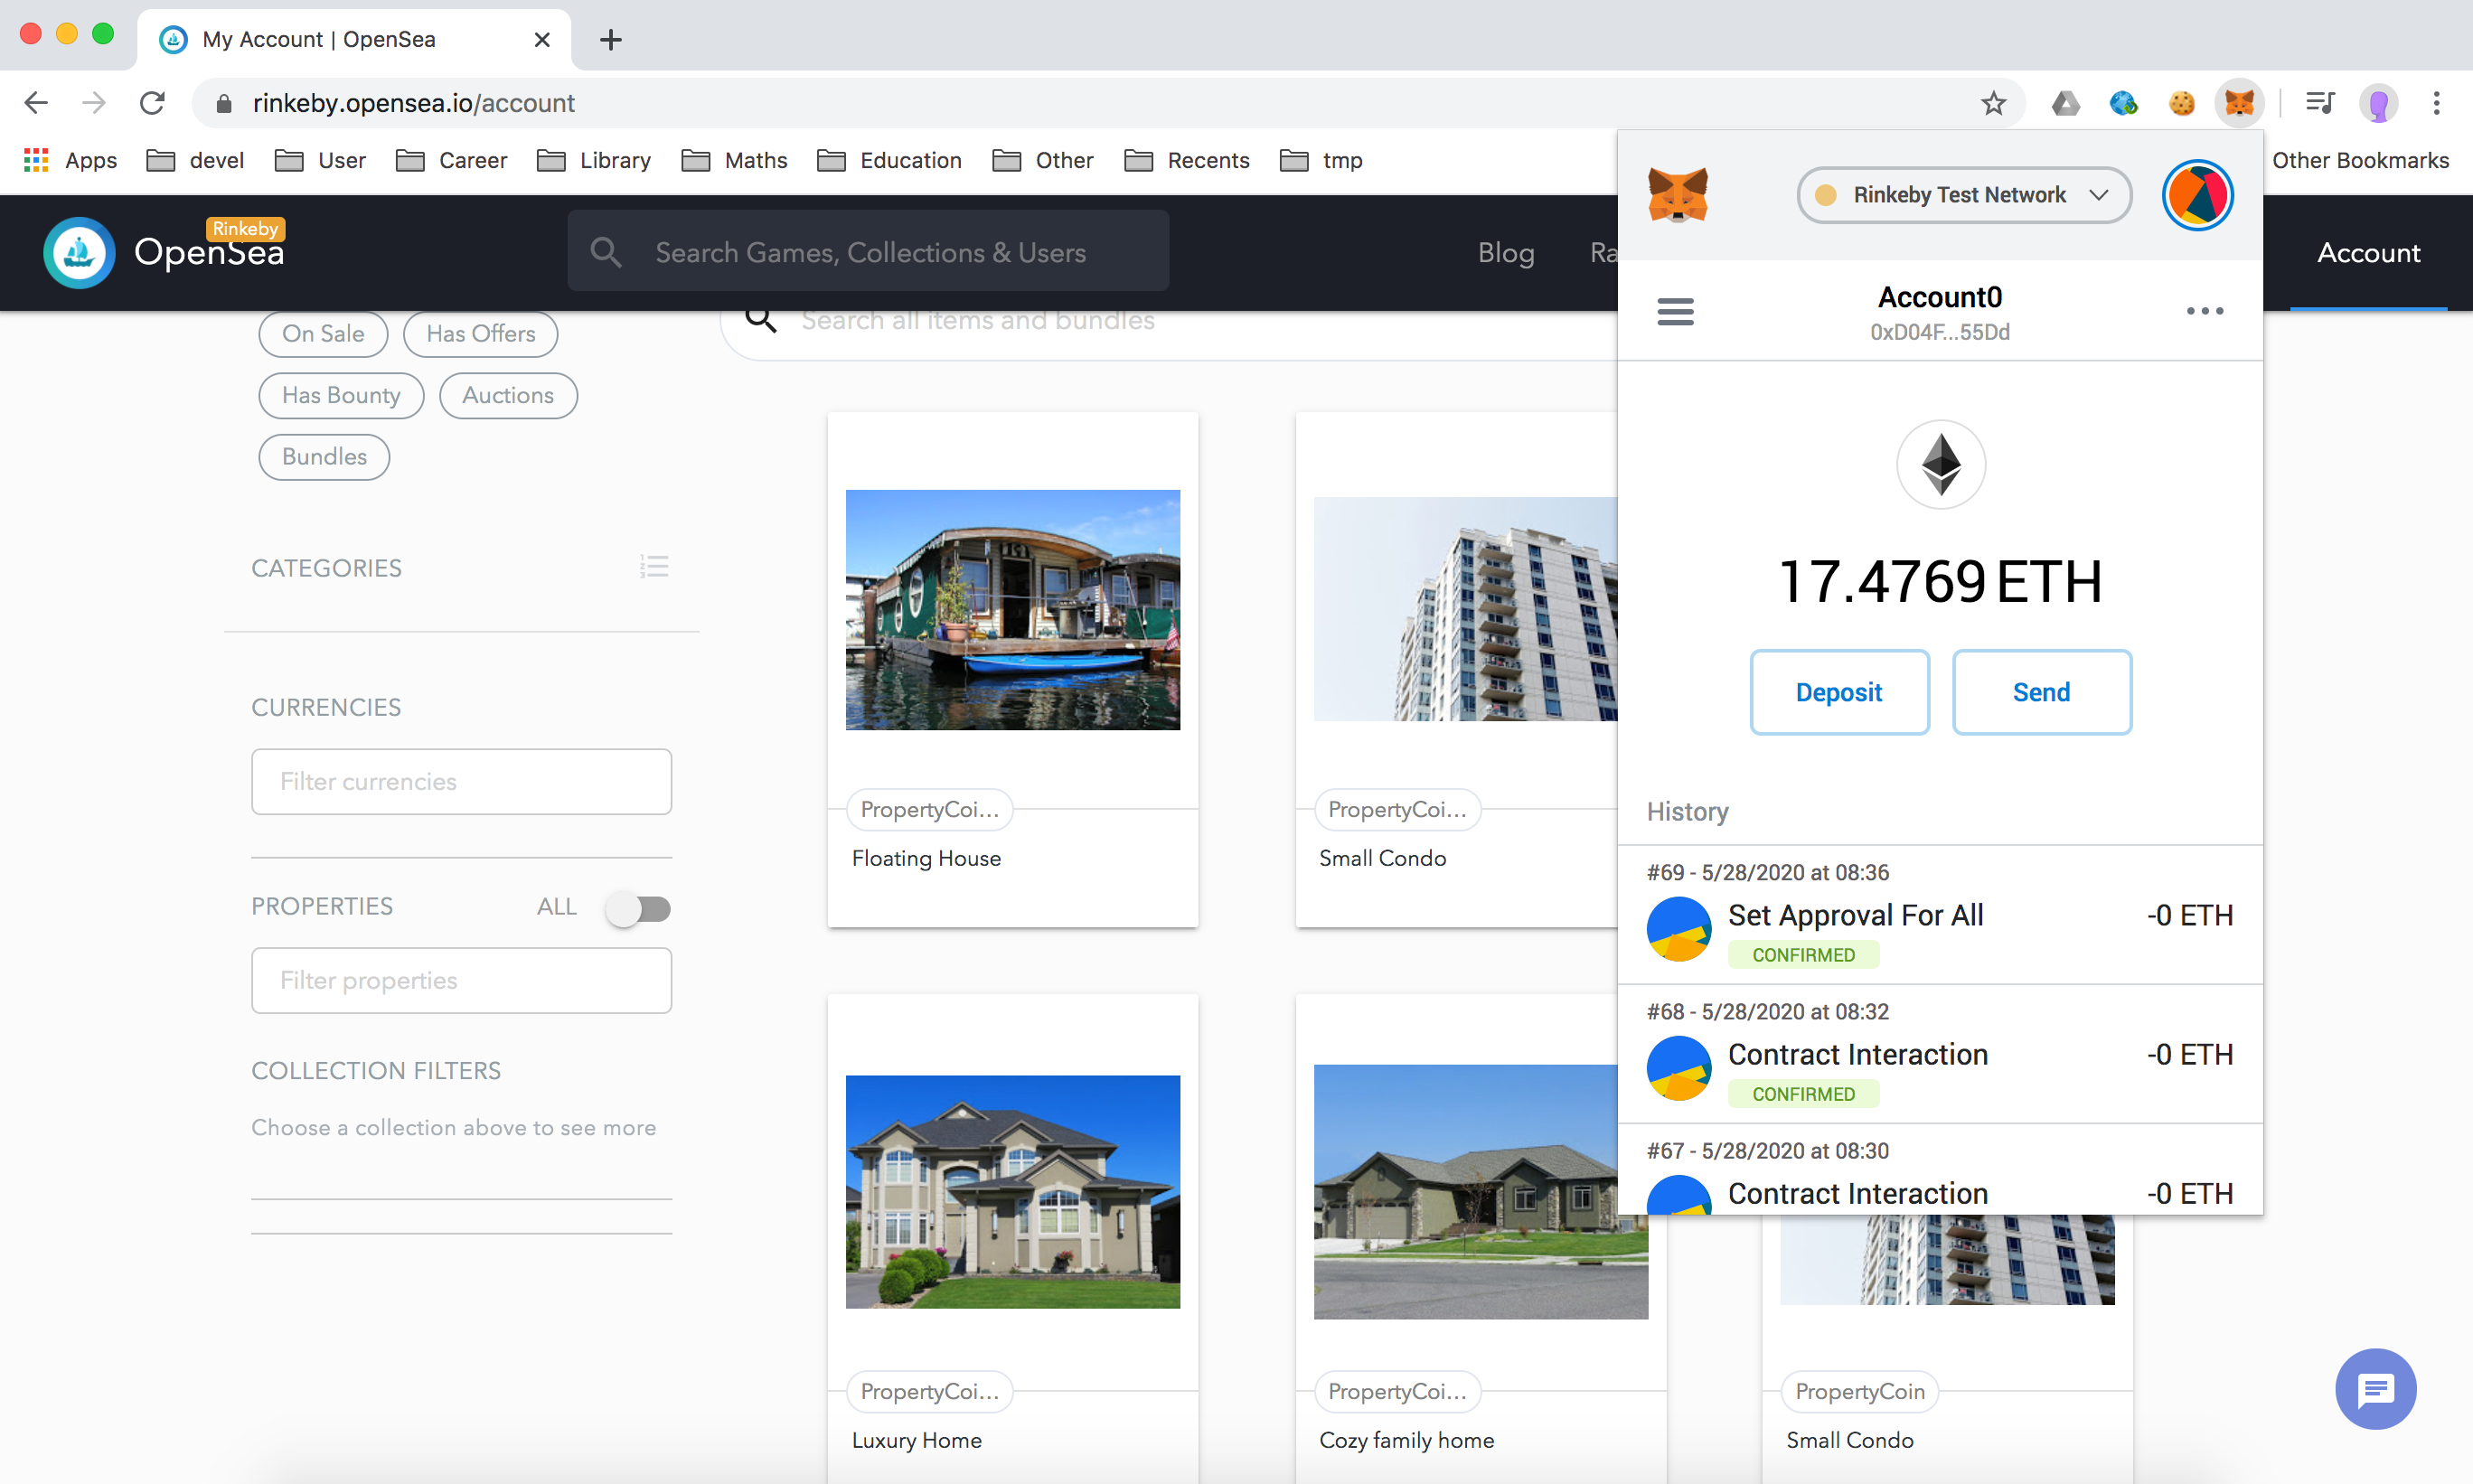 My Account | OpenSea
rinkeby.opensea.io/account
Apps devel User Career Library Maths Education Other Recents tmp Other Bookmarks
Rinkeby
OpenSea
Search Games, Collections & Users
Blog
Ra
Account
On Sale
Has Offers
Has Bounty
Auctions
Bundles
CATEGORIES
CURRENCIES
Filter currencies
PROPERTIES ALL
Filter properties
COLLECTION FILTERS
Choose a collection above to see more
Search all items and bundles
PropertyCoi...
Floating House
PropertyCoi...
Small Condo
PropertyCoi...
Luxury Home
PropertyCoi...
Cozy family home
PropertyCoin
Small Condo
Rinkeby Test Network
Account0
0xD04F...55Dd
17.4769 ETH
Deposit
Send
History
#69 - 5/28/2020 at 08:36
Set Approval For All -0 ETH
CONFIRMED
#68 - 5/28/2020 at 08:32
Contract Interaction -0 ETH
CONFIRMED
#67 - 5/28/2020 at 08:30
Contract Interaction -0 ETH